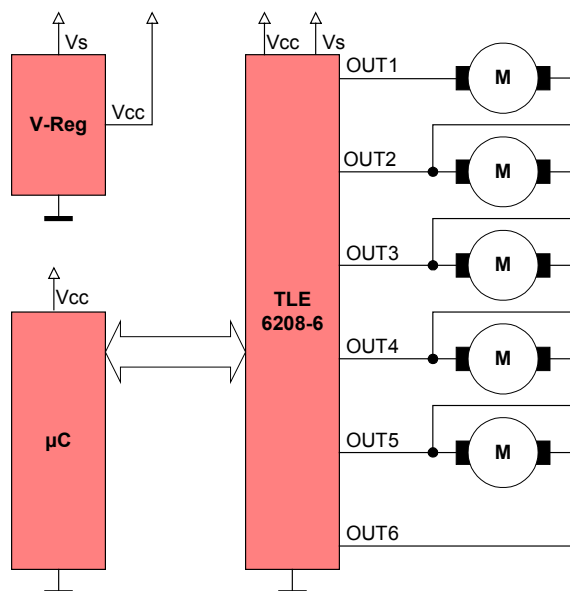 Vs
Vcc
V-Reg
Vcc
µC
Vcc
Vs
TLE
6208-6
OUT1
M
OUT2
M
OUT3
M
OUT4
M
OUT5
M
OUT6